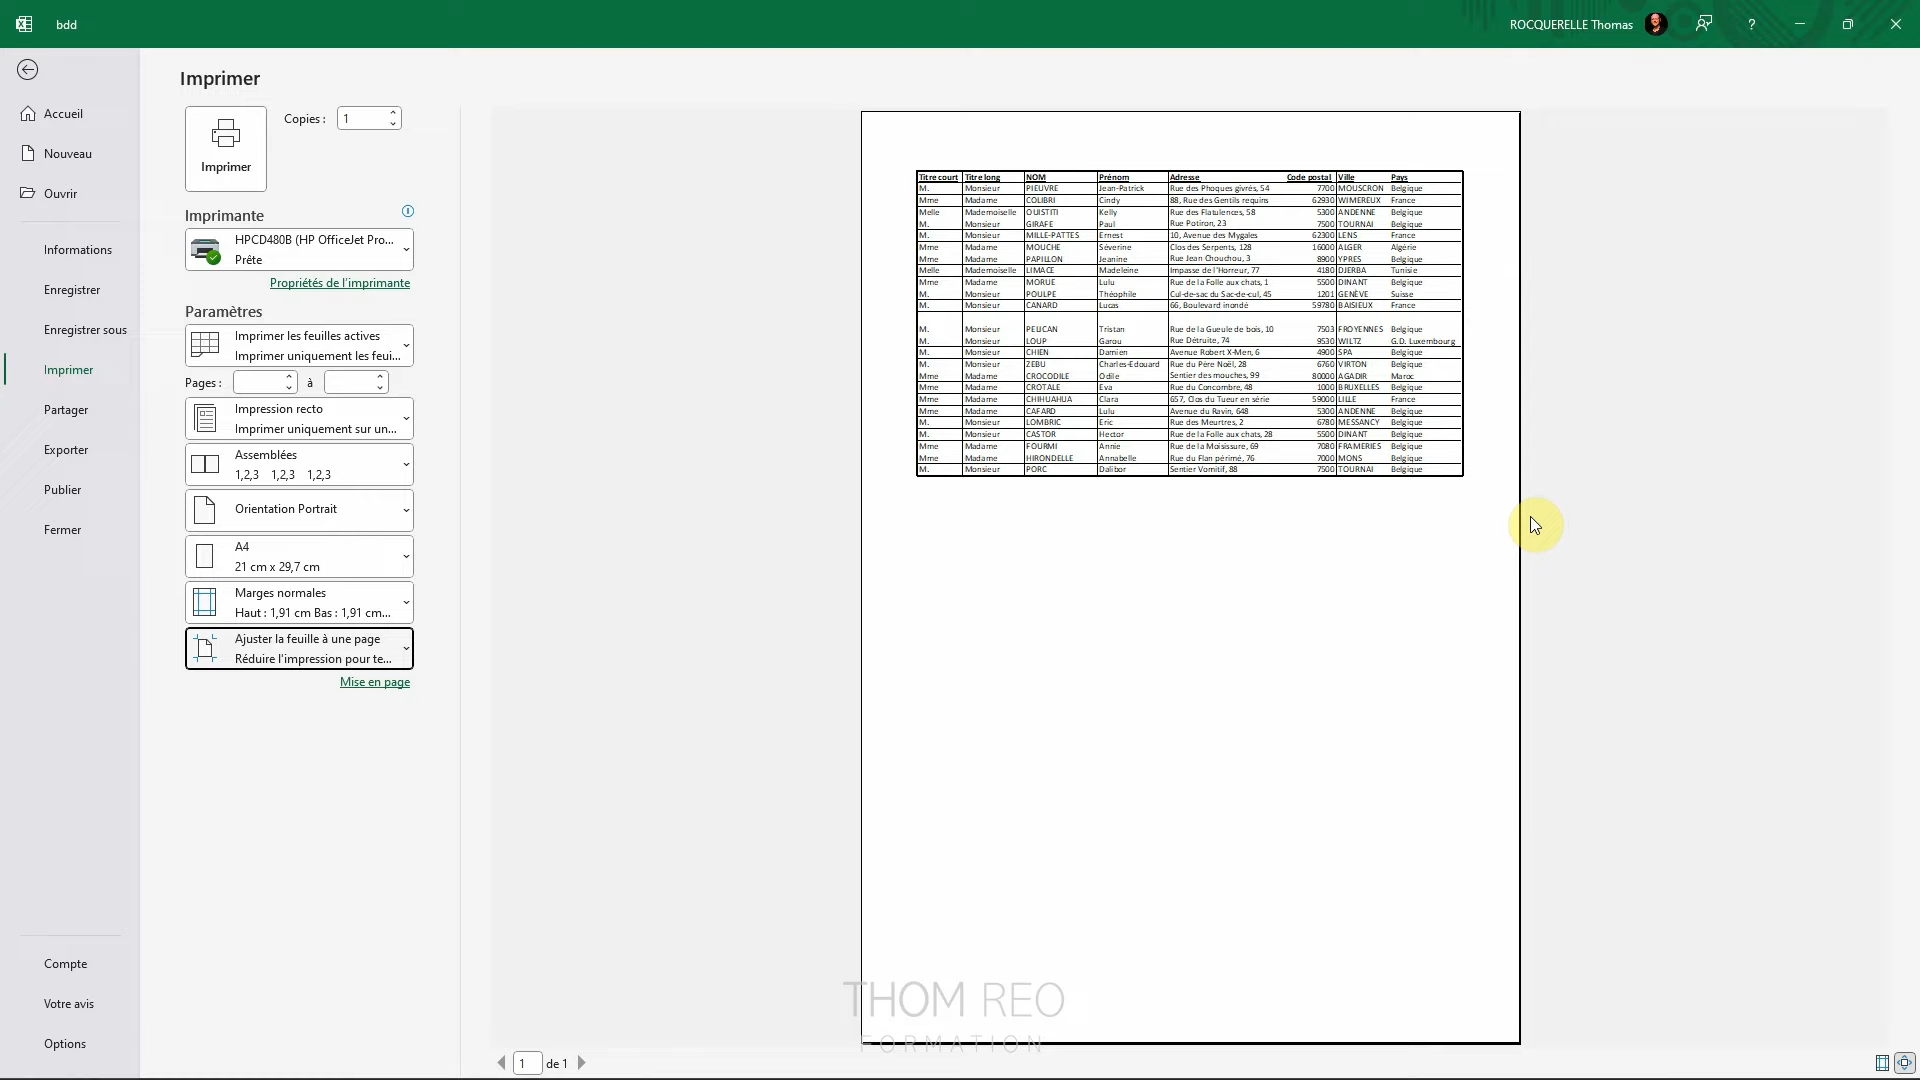 bdd
ROCQUERELLE Thomas
?
Imprimer
Accueil
Nouveau
Ouvrir
Informations
Enregistrer
Enregistrer sous
Imprimer
Partager
Exporter
Publier
Fermer
Compte
Votre avis
Options
Imprimer
Copies : 1
Imprimante
HPCD480B (HP OfficeJet Pro...
Prête
Propriétés de l'imprimante
Paramètres
Imprimer les feuilles actives
Imprimer uniquement les feui...
Pages : à
Impression recto
Imprimer uniquement sur un...
Assemblées
1,2,3 1,2,3 1,2,3
Orientation Portrait
A4
21 cm x 29,7 cm
Marges normales
Haut : 1,91 cm Bas : 1,91 cm...
Ajuster la feuille à une page
Réduire l'impression pour te...
Mise en page
Titre court Titre long NOM Prénom Adresse Code postal Ville Pays
M. Monsieur PIEUVRE Jean-Patrick Rue des Phoques givrés, 54 7700 MOUSCRON Belgique
Mme Madame COLIBRI Cindy 88, Rue des Gentils requins 62930 WIMEREUX France
Melle Mademoiselle OUISTITI Kelly Rue des Flatulences, 58 5300 ANDENNE Belgique
M. Monsieur GIRAFE Paul Rue Potiron, 23 7500 TOURNAI Belgique
M. Monsieur MILLE-PATTES Ernest 10, Avenue des Mygales 62300 LENS France
Mme Madame MOUCHE Séverine Clos des Serpents, 128 16000 ALGER Algérie
Mme Madame PAPILLON Jeanine Rue Jean Chouchou, 3 8900 YPRES Belgique
Melle Mademoiselle LIMACE Madeleine Impasse de l'Horreur, 77 4180 DJERBA Tunisie
Mme Madame MORUE Lulu Rue de la Folle aux chats, 1 5500 DINANT Belgique
M. Monsieur POULPE Théophile Cul-de-sac du Sac-de-cul, 45 1201 GENÈVE Suisse
M. Monsieur CANARD Lucas 66, Boulevard inondé 59780 BAISIEUX France
M. Monsieur PELICAN Tristan Rue de la Gueule de bois, 10 7503 FROYENNES Belgique
M. Monsieur LOUP Garou Rue Détruite, 74 9530 WILTZ G.D. Luxembourg
M. Monsieur CHIEN Damien Avenue Robert X-Men, 6 4900 SPA Belgique
M. Monsieur ZEBU Charles-Edouard Rue du Père Noël, 28 6760 VIRTON Belgique
Mme Madame CROCODILE Odile Sentier des mouches, 99 80000 AGADIR Maroc
Mme Madame CROTALE Eva Rue du Concombre, 48 1000 BRUXELLES Belgique
Mme Madame CHIHUAHUA Clara 657, Clos du Tueur en série 59000 LILLE France
Mme Madame CAFARD Lulu Avenue du Ravin, 648 5300 ANDENNE Belgique
M. Monsieur LOMBRIC Eric Rue des Meurtres, 2 6780 MESSANCY Belgique
M. Monsieur CASTOR Hector Rue de la Folle aux chats, 28 5500 DINANT Belgique
Mme Madame FOURMI Annie Rue de la Moisissure, 69 7080 FRAMERIES Belgique
Mme Madame HIRONDELLE Annabelle Rue du Flan périmé, 76 7000 MONS Belgique
M. Monsieur PORC Dalibor Sentier Vomitif, 88 7500 TOURNAI Belgique
THOM REO
FORMATION
1 de 1